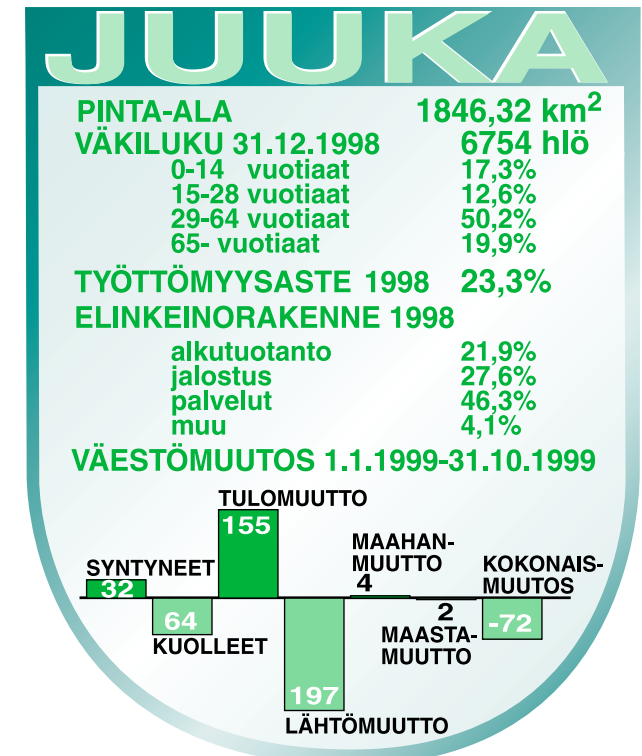 JUUKA
PINTA-ALA 1846,32 km²
VÄKILUKU 31.12.1998 6754 hlö
0-14 vuotiaat 17,3%
15-28 vuotiaat 12,6%
29-64 vuotiaat 50,2%
65- vuotiaat 19,9%
TYÖTTÖMYYSASTE 1998 23,3%
ELINKEINORAKENNE 1998
alkutuotanto 21,9%
jalostus 27,6%
palvelut 46,3%
muu 4,1%
VÄESTÖMUUTOS 1.1.1999-31.10.1999
SYNTYNEET
32
64
KUOLLEET
TULOMUUTTO
155
197
LÄHTÖMUUTTO
MAAHAN-
MUUTTO
4
2
MAASTA-
MUUTTO
KOKONAIS-
MUUTOS
-72